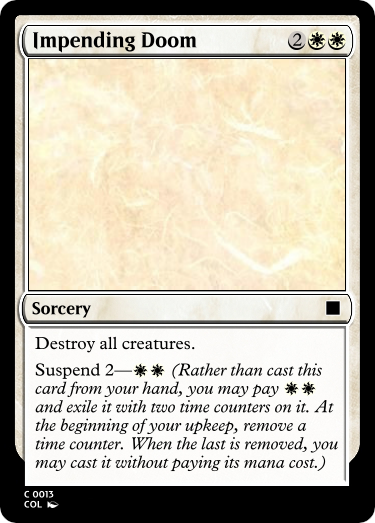 Impending Doom 2
Sorcery
Destroy all creatures.
Suspend 2— (Rather than cast this
card from your hand, you may pay
and exile it with two time counters on it. At
the beginning of your upkeep, remove a
time counter. When the last is removed, you
may cast it without paying its mana cost.)
C 0013
COL